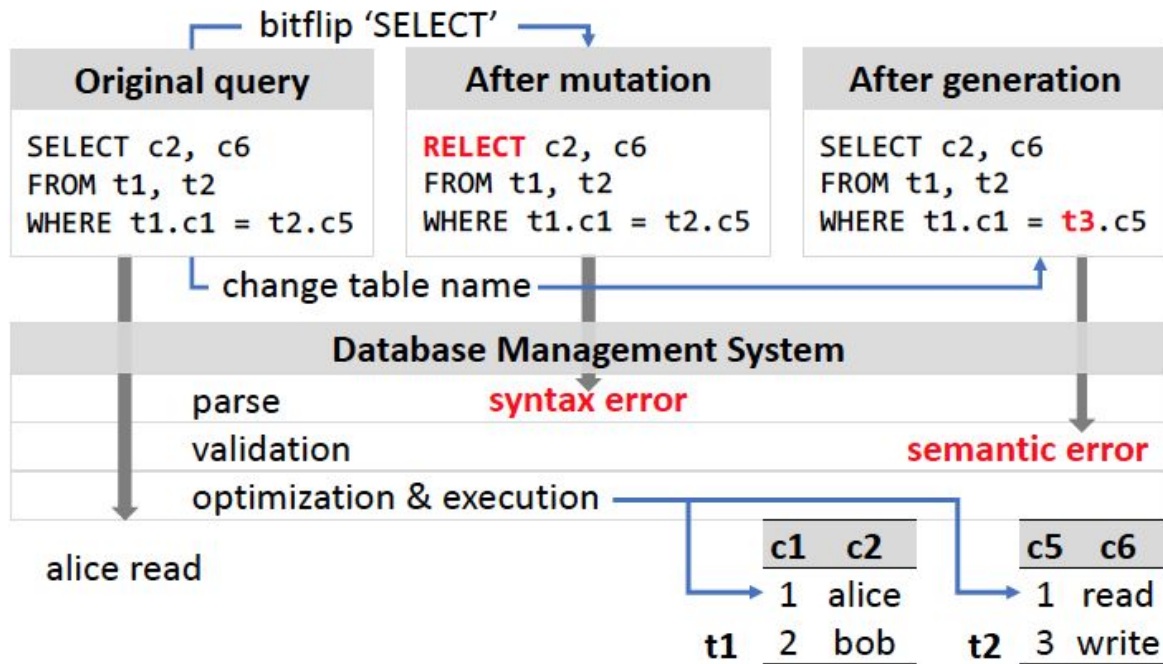 bitflip ‘SELECT’
Original query
SELECT c2, c6
FROM t1, t2
WHERE t1.c1 = t2.c5
After mutation
RELECT c2, c6
FROM t1, t2
WHERE t1.c1 = t2.c5
After generation
SELECT c2, c6
FROM t1, t2
WHERE t1.c1 = t3.c5
change table name
Database Management System
parse syntax error
validation semantic error
optimization & execution
alice read
c1 c2
1 alice
t1 2 bob
c5 c6
1 read
t2 3 write